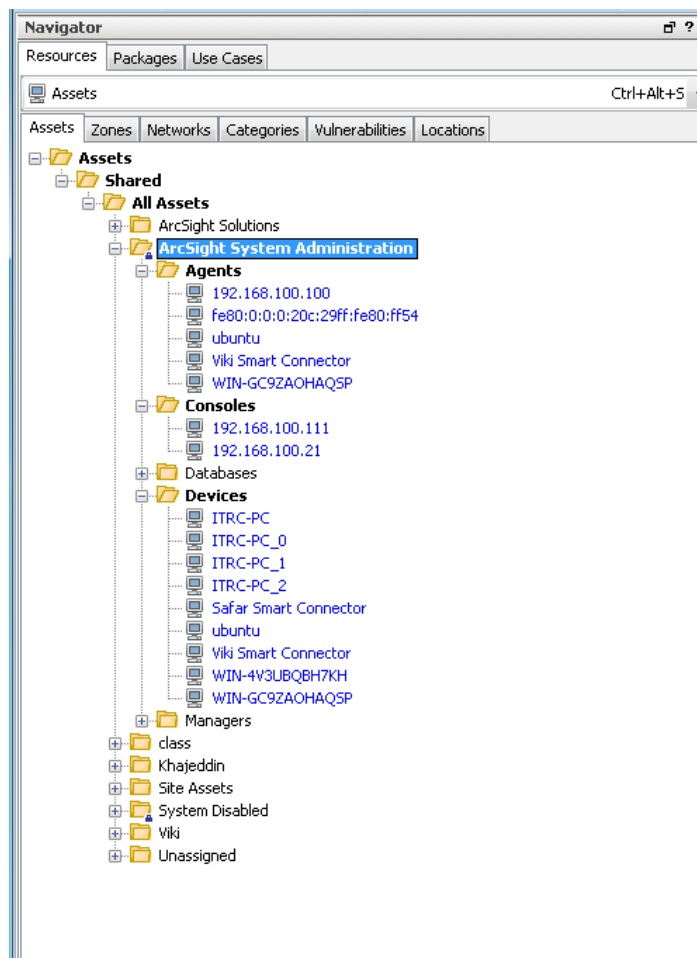 Navigator ?
Resources Packages Use Cases
Assets Ctrl+Alt+S
Assets Zones Networks Categories Vulnerabilities Locations
Assets
Shared
All Assets
ArcSight Solutions
ArcSight System Administration
Agents
192.168.100.100
fe80:0:0:0:20c:29ff:fe80:ff54
ubuntu
Viki Smart Connector
WIN-GC9ZAOHAQSP
Consoles
192.168.100.111
192.168.100.21
Databases
Devices
ITRC-PC
ITRC-PC_0
ITRC-PC_1
ITRC-PC_2
Safar Smart Connector
ubuntu
Viki Smart Connector
WIN-4V3UBQBH7KH
WIN-GC9ZAOHAQSP
Managers
class
Khajeddin
Site Assets
System Disabled
Viki
Unassigned